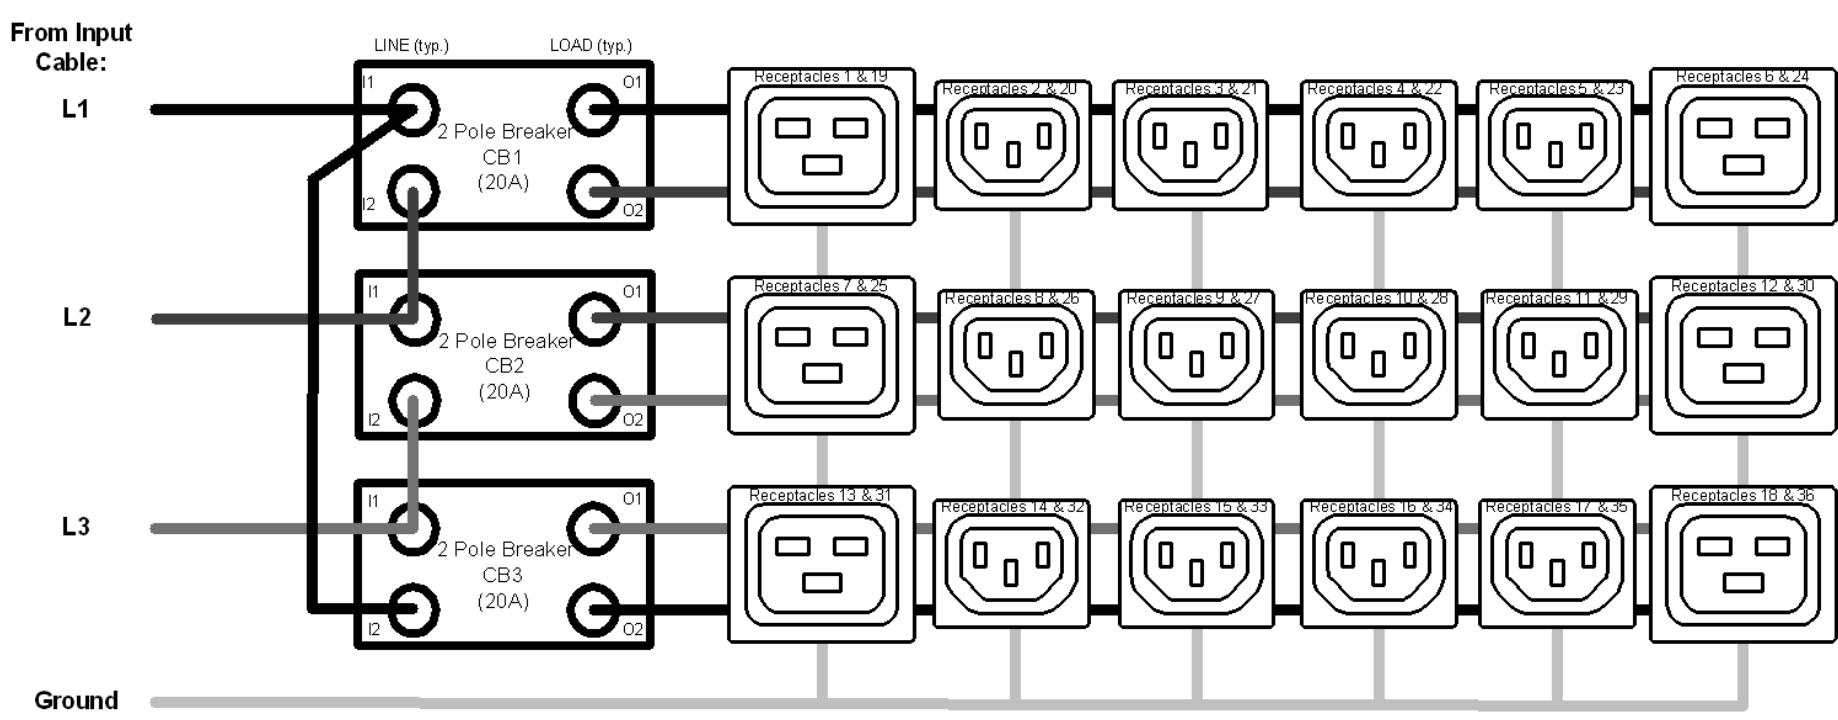 From Input
Cable:
LINE (typ.)
LOAD (typ.)
L1
I1
O1
2 Pole Breaker
CB1
(20A)
I2
O2
Receptacles 1 & 19
Receptacles 2 & 20
Receptacles 3 & 21
Receptacles 4 & 22
Receptacles 5 & 23
Receptacles 6 & 24
L2
I1
O1
2 Pole Breaker
CB2
(20A)
I2
O2
Receptacles 7 & 25
Receptacles 8 & 26
Receptacles 9 & 27
Receptacles 10 & 28
Receptacles 11 & 29
Receptacles 12 & 30
L3
I1
O1
2 Pole Breaker
CB3
(20A)
I2
O2
Receptacles 13 & 31
Receptacles 14 & 32
Receptacles 15 & 33
Receptacles 16 & 34
Receptacles 17 & 35
Receptacles 18 & 36
Ground